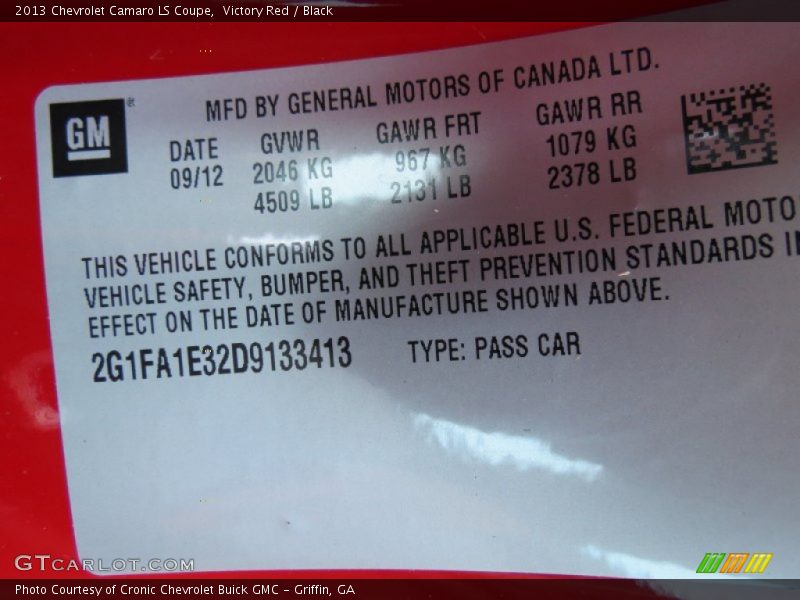 2013 Chevrolet Camaro LS Coupe,  Victory Red / Black
MFD BY GENERAL MOTORS OF CANADA LTD.
GM
DATE GVWR GAWR FRT GAWR RR
09/12 2046 KG 967 KG 1079 KG
4509 LB 2131 LB 2378 LB
THIS VEHICLE CONFORMS TO ALL APPLICABLE U.S. FEDERAL MOTO
VEHICLE SAFETY, BUMPER, AND THEFT PREVENTION STANDARDS IN
EFFECT ON THE DATE OF MANUFACTURE SHOWN ABOVE.
2G1FA1E32D9133413 TYPE: PASS CAR
GTCARLOT.COM
Photo Courtesy of Cronic Chevrolet Buick GMC - Griffin, GA